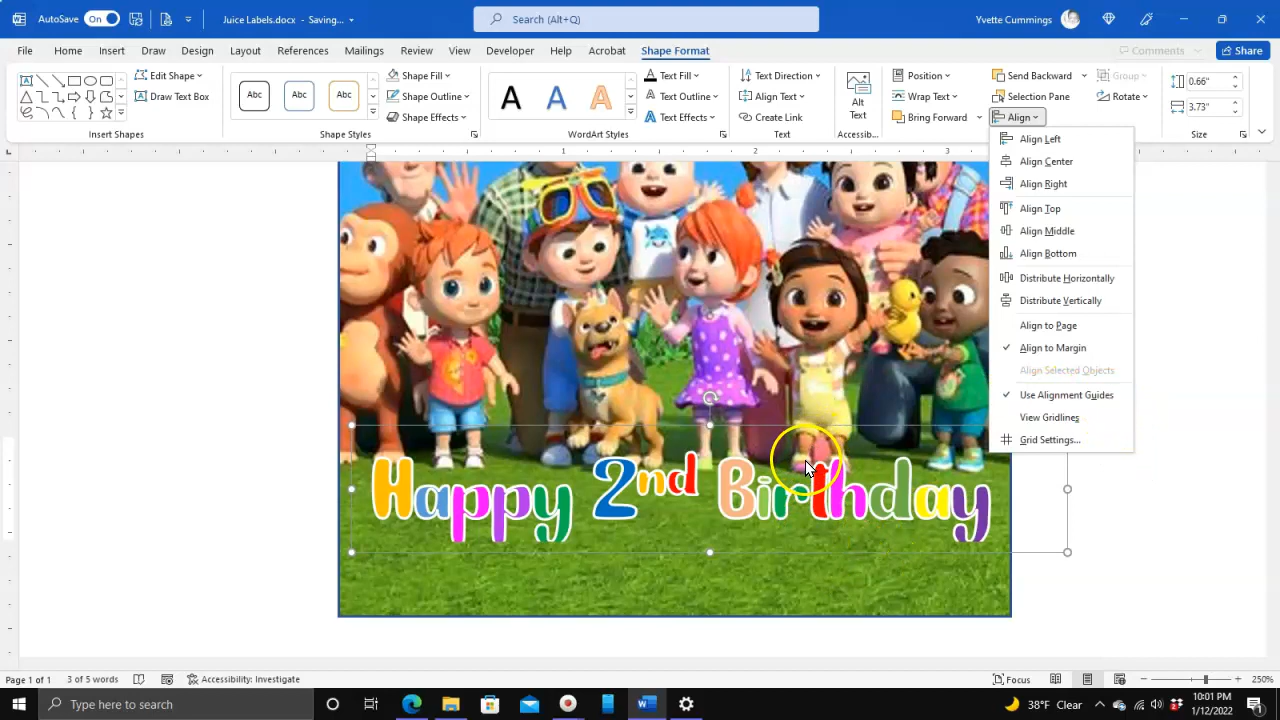 AutoSave On Juice Labels.docx - Saving... Search (Alt+Q) Yvette Cummings
File Home Insert Draw Design Layout References Mailings Review View Developer Help Acrobat Shape Format Comments Share
Edit Shape Abc Abc Abc Shape Fill A A A Text Fill Text Direction Alt Text Position Send Backward Group 0.66"
Draw Text Box Shape Outline Text Outline Align Text Wrap Text Selection Pane Rotate 3.73"
Shape Effects Text Effects Create Link Bring Forward Align
Insert Shapes Shape Styles WordArt Styles Text Accessib... Size
1 2 3
Align Left
Align Center
Align Right
Align Top
Align Middle
Align Bottom
Distribute Horizontally
Distribute Vertically
Align to Page
Align to Margin
Align Selected Objects
Use Alignment Guides
View Gridlines
Grid Settings...
Happy 2nd Birthday
Page 1 of 1 3 of 5 words Accessibility: Investigate Focus 250%
Type here to search 38°F Clear 10:01 PM
1/12/2022